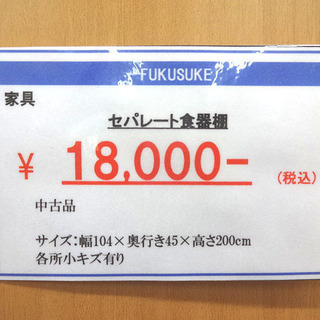 FUKUSUKE
家具
セパレート食器棚
¥ 18,000- (税込)
中古品
サイズ:幅104×奥行き45×高さ200cm
各所小キズ有り